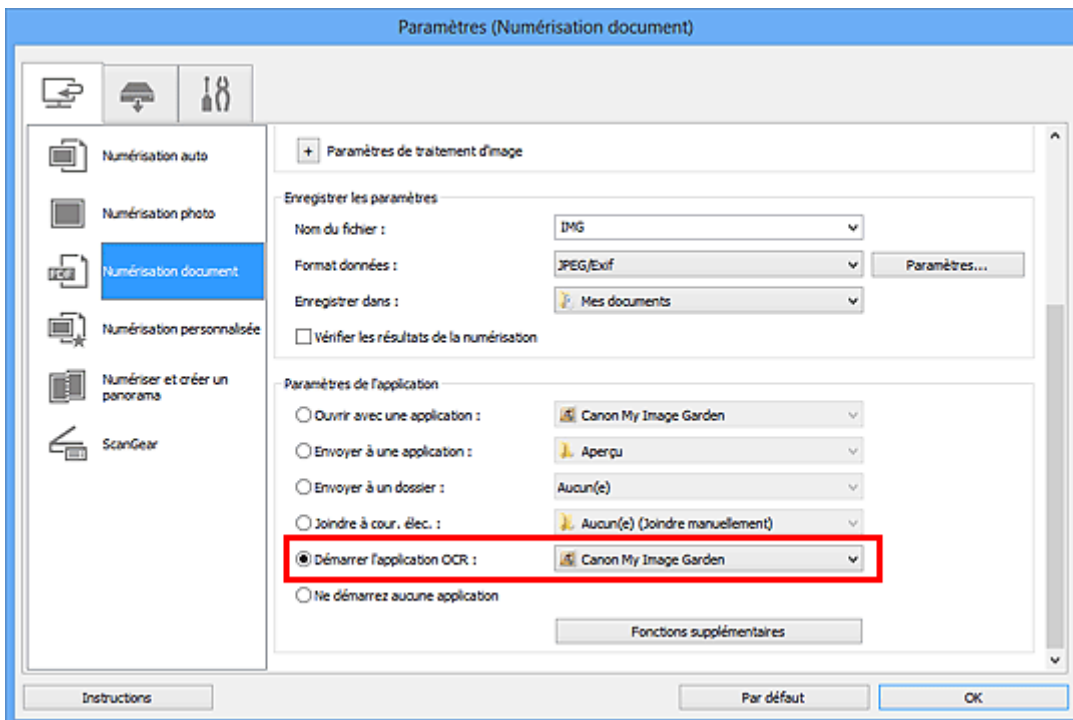 Paramètres (Numérisation document)
Numérisation auto
Numérisation photo
Numérisation document
Numérisation personnalisée
Numériser et créer un
panorama
ScanGear
+ Paramètres de traitement d'image
Enregistrer les paramètres
Nom du fichier : IMG
Format données : JPEG/Exif Paramètres...
Enregistrer dans : Mes documents
Vérifier les résultats de la numérisation
Paramètres de l'application
Ouvrir avec une application : Canon My Image Garden
Envoyer à une application : Aperçu
Envoyer à un dossier : Aucun(e)
Joindre à cour. élec. : Aucun(e) (Joindre manuellement)
Démarrer l'application OCR : Canon My Image Garden
Ne démarrez aucune application
Fonctions supplémentaires
Instructions Par défaut OK